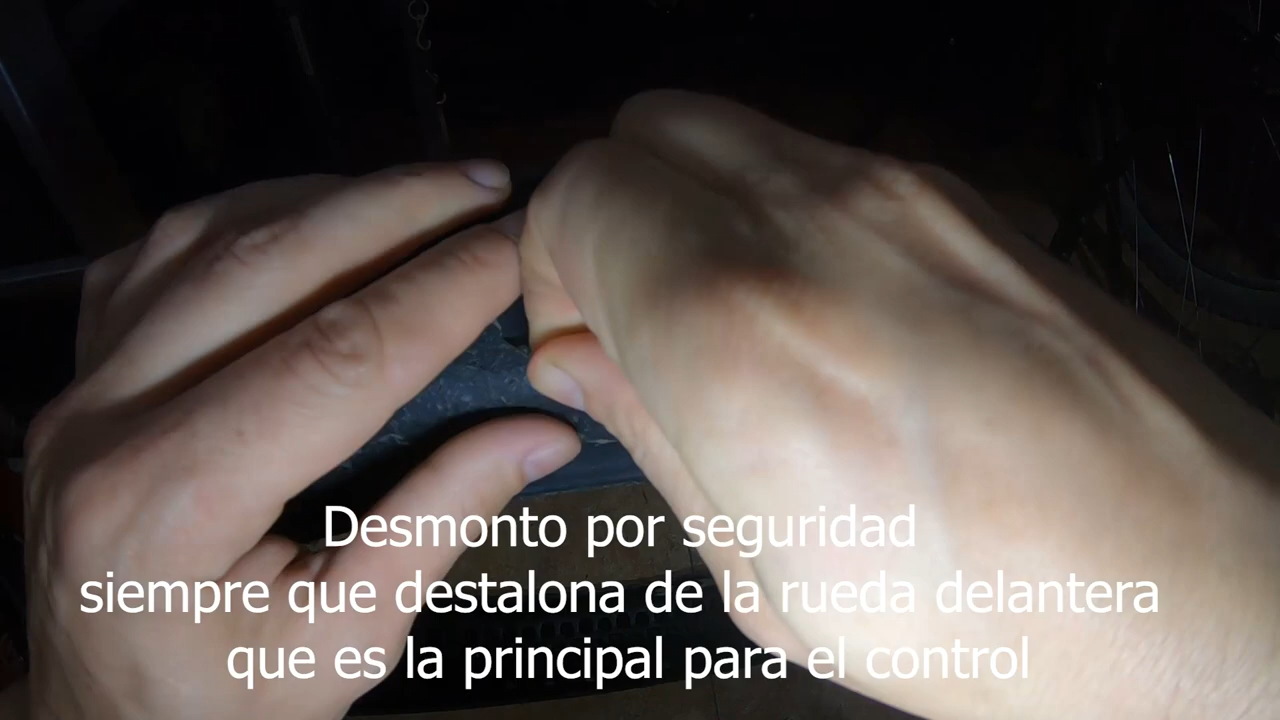 Desmonto por seguridad
siempre que destalona de la rueda delantera
que es la principal para el control